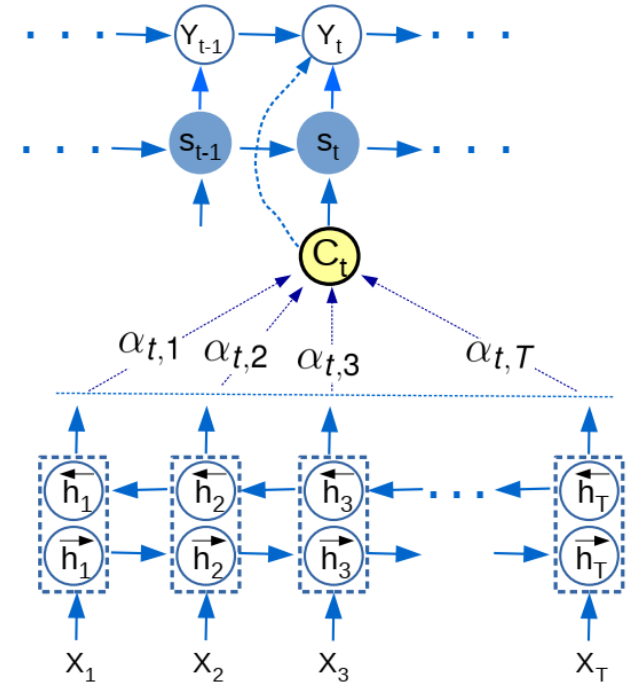 . . . Y_{t-1} Y_t . . .
. . . s_{t-1} s_t . . .
C_t
α_{t,1} α_{t,2} α_{t,3} α_{t,T}
←h_1 ←h_2 ←h_3 . . . ←h_T
→h_1 →h_2 →h_3 →h_T
X_1 X_2 X_3 X_T